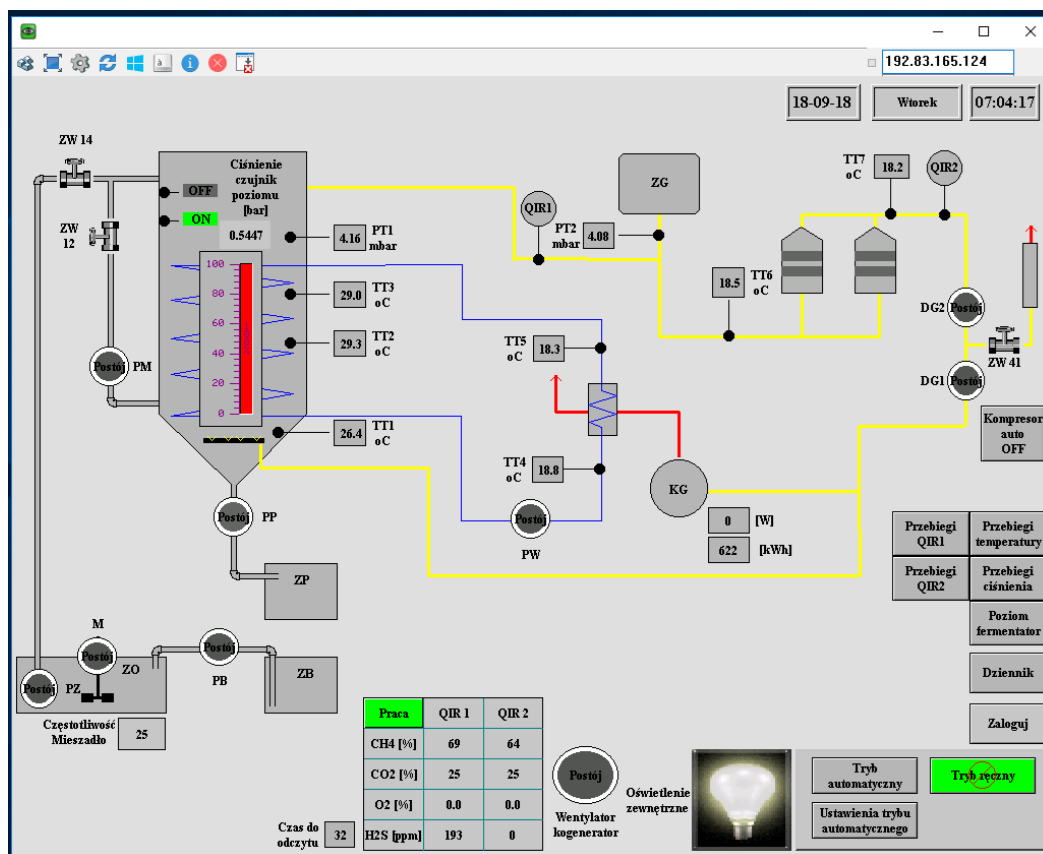 192.83.165.124
18-09-18
Wtorek
07:04:17
ZW 14
ZW
12
Ciśnienie
czujnik
poziomu
[bar]
OFF
ON
0.5447
4.16
PT1
mbar
100
80
60
40
20
0
29.0
TT3
oC
29.3
TT2
oC
26.4
TT1
oC
Postój
PM
Postój
PP
ZP
QIR1
PT2
mbar
4.08
ZG
TT7
oC
18.2
QIR2
18.5
TT6
oC
DG2
Postój
ZW 41
DG1
Postój
TT5
oC
18.3
TT4
oC
18.8
Postój
PW
KG
0
[W]
622
[kWh]
Kompresor
auto
OFF
Przebiegi
QIR1
Przebiegi
temperatury
Przebiegi
QIR2
Przebiegi
ciśnienia
Poziom
fermentator
Dziennik
Zaloguj
M
Postój
ZO
Postój
PZ
Postój
PB
ZB
Częstotliwość
Mieszadło
25
Czas do
odczytu
32
Praca
QIR 1
QIR 2
CH4 [%]
69
64
CO2 [%]
25
25
O2 [%]
0.0
0.0
H2S [ppm]
193
0
Postój
Wentylator
kogenerator
Oświetlenie
zewnętrzne
Tryb
automatyczny
Tryb ręczny
Ustawienia trybu
automatycznego